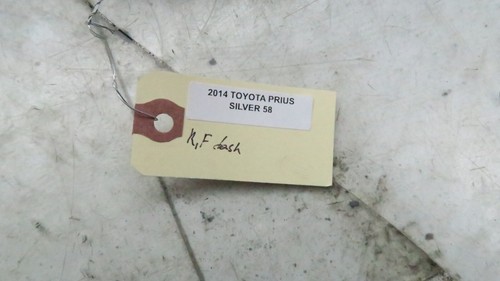 2014 TOYOTA PRIUS
SILVER 58
R,F dash